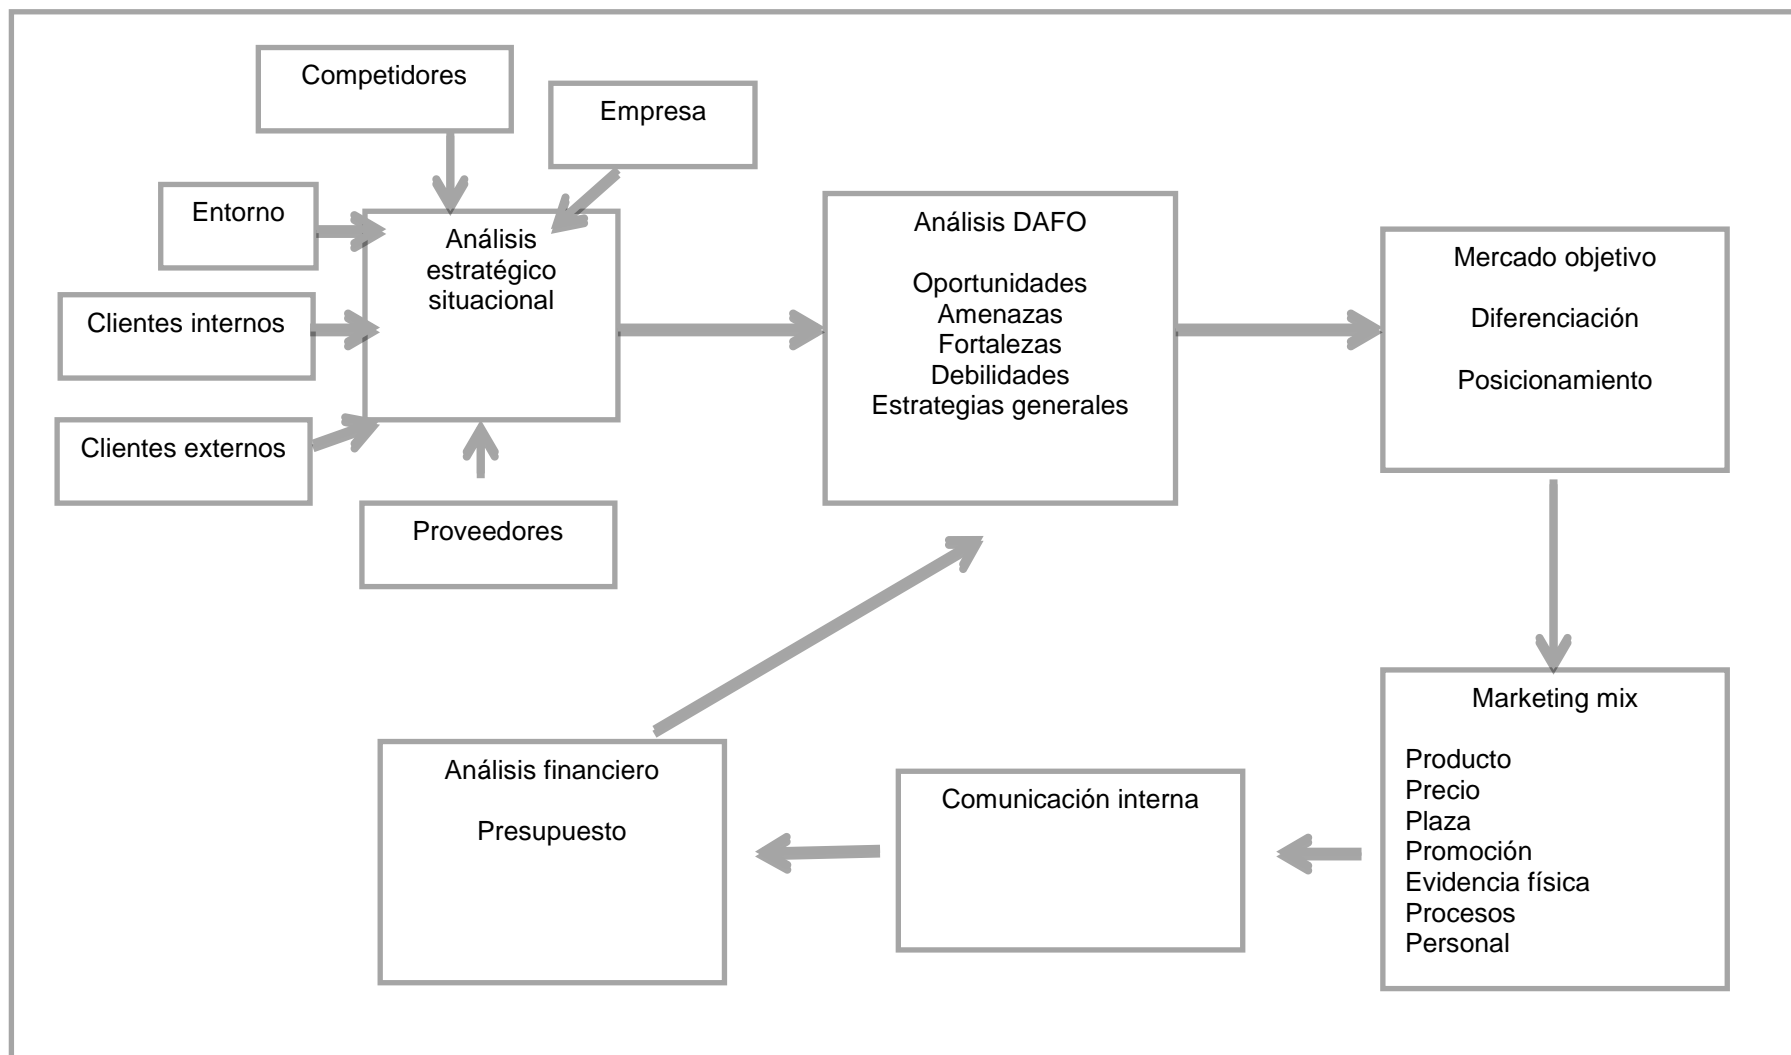 Competidores
Empresa
Entorno
Análisis
estratégico
situacional
Clientes internos
Clientes externos
Proveedores
Análisis DAFO
Oportunidades
Amenazas
Fortalezas
Debilidades
Estrategias generales
Mercado objetivo
Diferenciación
Posicionamiento
Marketing mix
Producto
Precio
Plaza
Promoción
Evidencia física
Procesos
Personal
Comunicación interna
Análisis financiero
Presupuesto